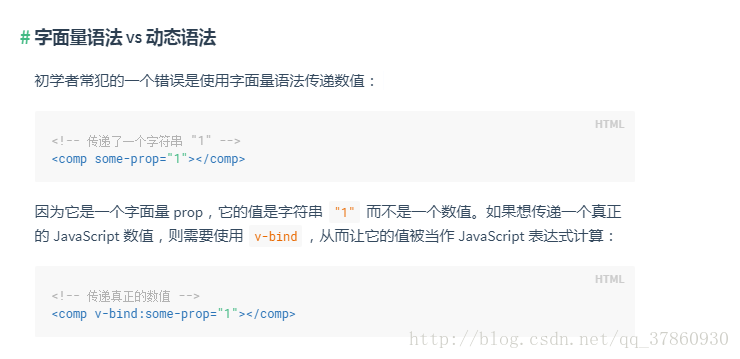 # 字面量语法 vs 动态语法
初学者常犯的一个错误是使用字面量语法传递数值：
HTML
<!-- 传递了一个字符串 "1" -->
<comp some-prop="1"></comp>
因为它是一个字面量 prop，它的值是字符串 "1" 而不是一个数值。如果想传递一个真正
的 JavaScript 数值，则需要使用 v-bind ，从而让它的值被当作 JavaScript 表达式计算：
HTML
<!-- 传递真正的数值 -->
<comp v-bind:some-prop="1"></comp>
http://blog.csdn.net/qq_37860930